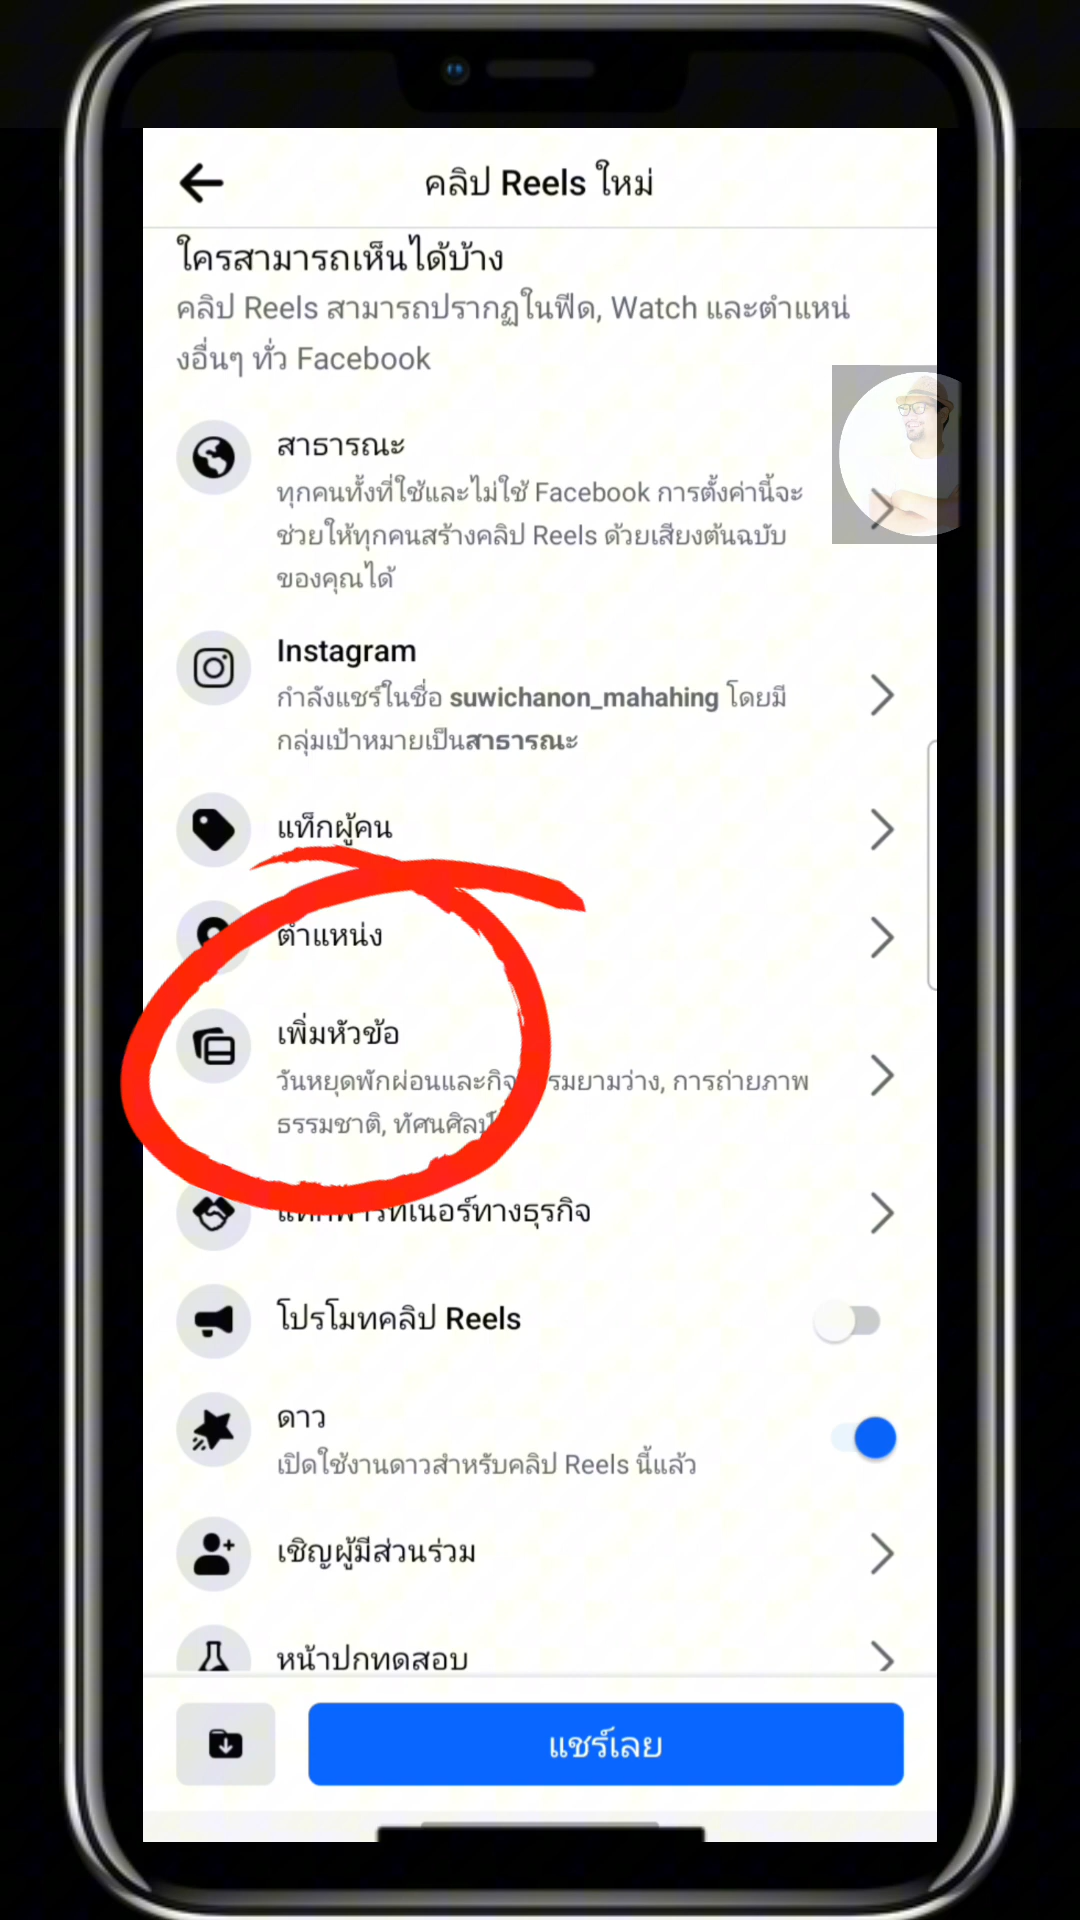 คลิป Reels ใหม่
ใครสามารถเห็นได้บ้าง
คลิป Reels สามารถปรากฏในฟีด, Watch และตำแหน่
งอื่นๆ ทั่ว Facebook
สาธารณะ
ทุกคนทั้งที่ใช้และไม่ใช้ Facebook การตั้งค่านี้จะ
ช่วยให้ทุกคนสร้างคลิป Reels ด้วยเสียงต้นฉบับ
ของคุณได้
Instagram
กำลังแชร์ในชื่อ suwichanon_mahahing โดยมี
กลุ่มเป้าหมายเป็นสาธารณะ
แท็กผู้คน
ตำแหน่ง
เพิ่มหัวข้อ
วันหยุดพักผ่อนและกิจกรรมยามว่าง, การถ่ายภาพ
ธรรมชาติ, ทัศนศิลป์
แท็กพาร์ทเนอร์ทางธุรกิจ
โปรโมทคลิป Reels
ดาว
เปิดใช้งานดาวสำหรับคลิป Reels นี้แล้ว
เชิญผู้มีส่วนร่วม
หน้าปกทดสอบ
แชร์เลย